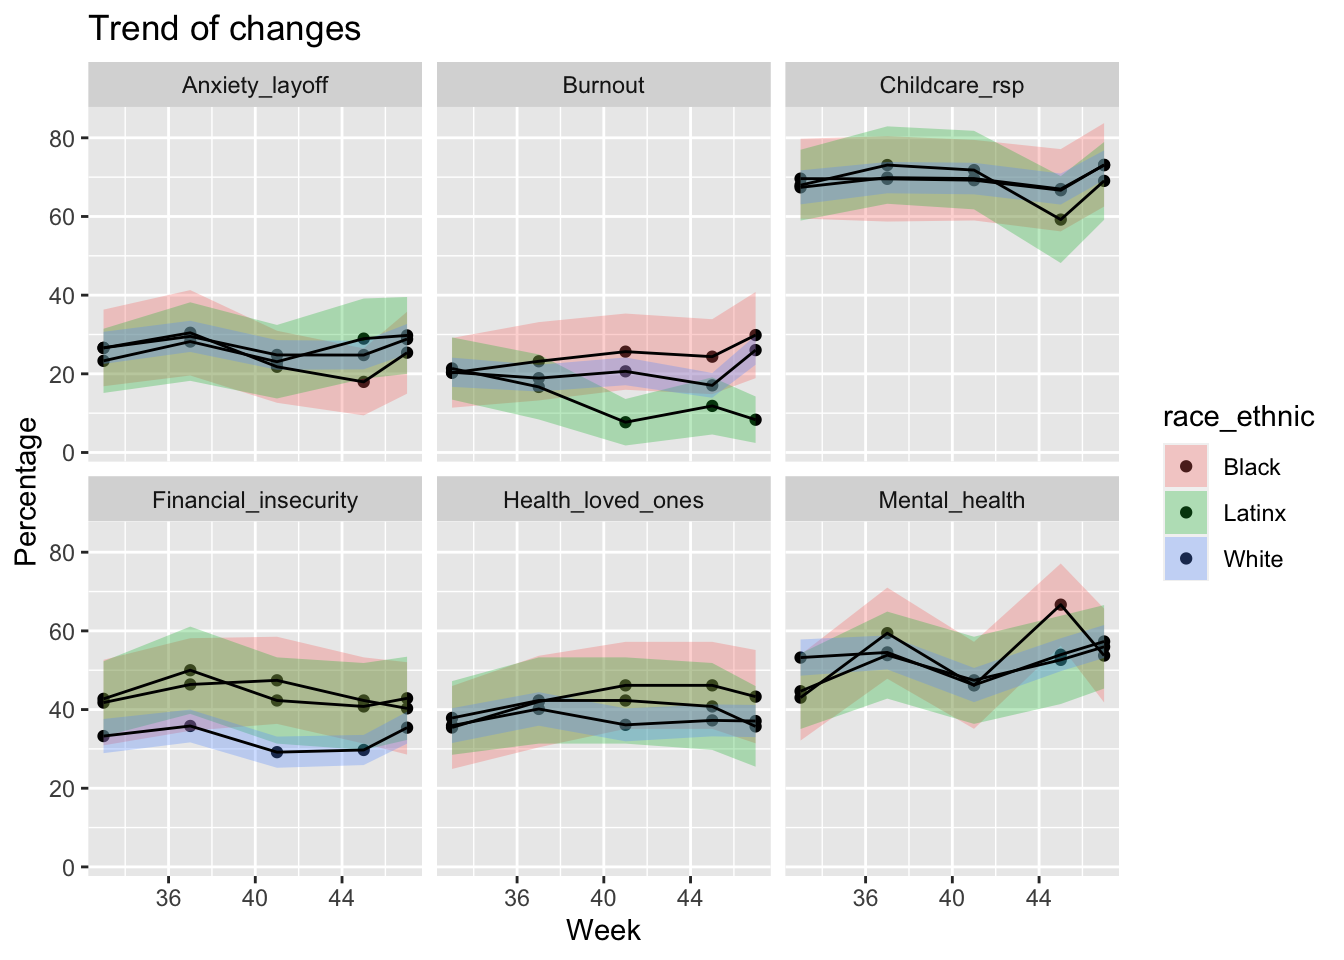 Trend of changes
Anxiety_layoff
Burnout
Childcare_rsp
80
60
40
20
0
Financial_insecurity
Health_loved_ones
Mental_health
80
60
40
20
0
36
40
44
36
40
44
36
40
44
Week
Percentage
race_ethnic
Black
Latinx
White